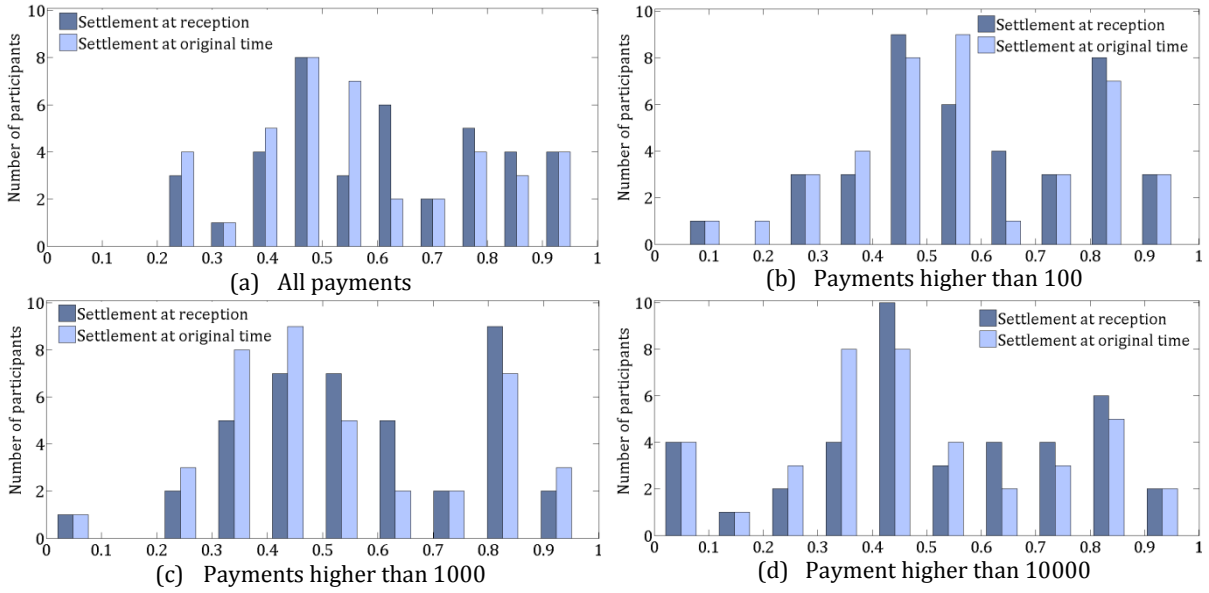 Number of participants
10
8
6
4
2
0
Settlement at reception
Settlement at original time
0 0.1 0.2 0.3 0.4 0.5 0.6 0.7 0.8 0.9 1
(a) All payments
Number of participants
10
8
6
4
2
0
Settlement at reception
Settlement at original time
0.1 0.2 0.3 0.4 0.5 0.6 0.7 0.8 0.9 1
(b) Payments higher than 100
Number of participants
10
8
6
4
2
0
Settlement at reception
Settlement at original time
0 0.1 0.2 0.3 0.4 0.5 0.6 0.7 0.8 0.9 1
(c) Payments higher than 1000
Number of participants
10
8
6
4
2
0
Settlement at reception
Settlement at original time
0 0.1 0.2 0.3 0.4 0.5 0.6 0.7 0.8 0.9 1
(d) Payment higher than 10000